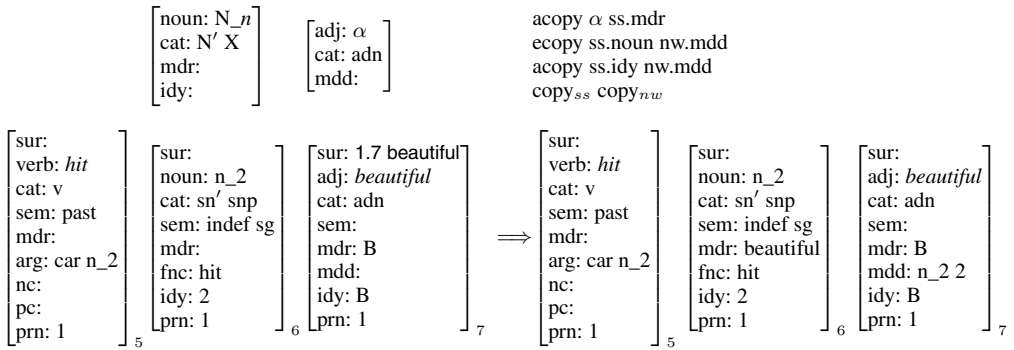 noun: N_n
cat: N′ X
mdr:
idy:
adj: α
cat: adn
mdd:
acopy α ss.mdr
ecopy ss.noun nw.mdd
acopy ss.idy nw.mdd
copyss copynw
sur:
verb: hit
cat: v
sem: past
mdr:
arg: car n_2
nc:
pc:
prn: 1
5
sur:
noun: n_2
cat: sn′ snp
sem: indef sg
mdr:
fnc: hit
idy: 2
prn: 1
6
sur: 1.7 beautiful
adj: beautiful
cat: adn
sem:
mdr: B
mdd:
idy: B
prn: 1
7
⟹
sur:
verb: hit
cat: v
sem: past
mdr:
arg: car n_2
nc:
pc:
prn: 1
5
sur:
noun: n_2
cat: sn′ snp
sem: indef sg
mdr: beautiful
fnc: hit
idy: 2
prn: 1
6
sur:
adj: beautiful
cat: adn
sem:
mdr: B
mdd: n_2 2
idy: B
prn: 1
7